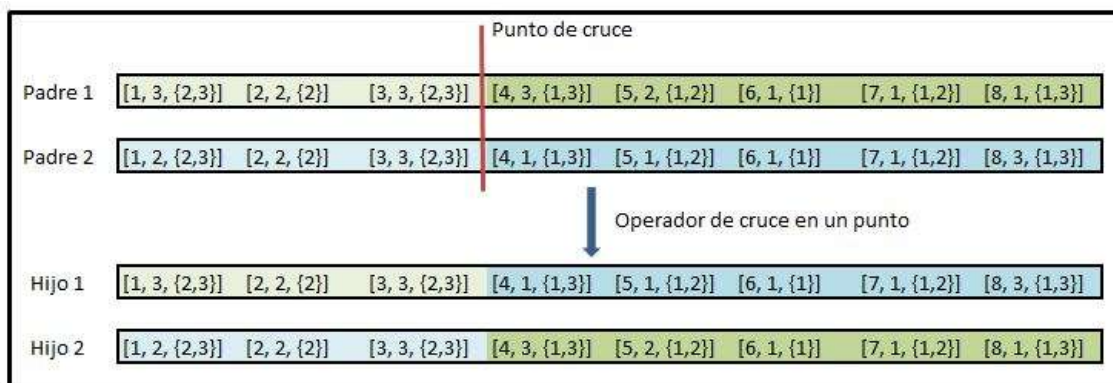 Punto de cruce
Padre 1 [1, 3, {2,3}] [2, 2, {2}] [3, 3, {2,3}] [4, 3, {1,3}] [5, 2, {1,2}] [6, 1, {1}] [7, 1, {1,2}] [8, 1, {1,3}]
Padre 2 [1, 2, {2,3}] [2, 2, {2}] [3, 3, {2,3}] [4, 1, {1,3}] [5, 1, {1,2}] [6, 1, {1}] [7, 1, {1,2}] [8, 3, {1,3}]
Operador de cruce en un punto
Hijo 1 [1, 3, {2,3}] [2, 2, {2}] [3, 3, {2,3}] [4, 1, {1,3}] [5, 1, {1,2}] [6, 1, {1}] [7, 1, {1,2}] [8, 3, {1,3}]
Hijo 2 [1, 2, {2,3}] [2, 2, {2}] [3, 3, {2,3}] [4, 3, {1,3}] [5, 2, {1,2}] [6, 1, {1}] [7, 1, {1,2}] [8, 1, {1,3}]